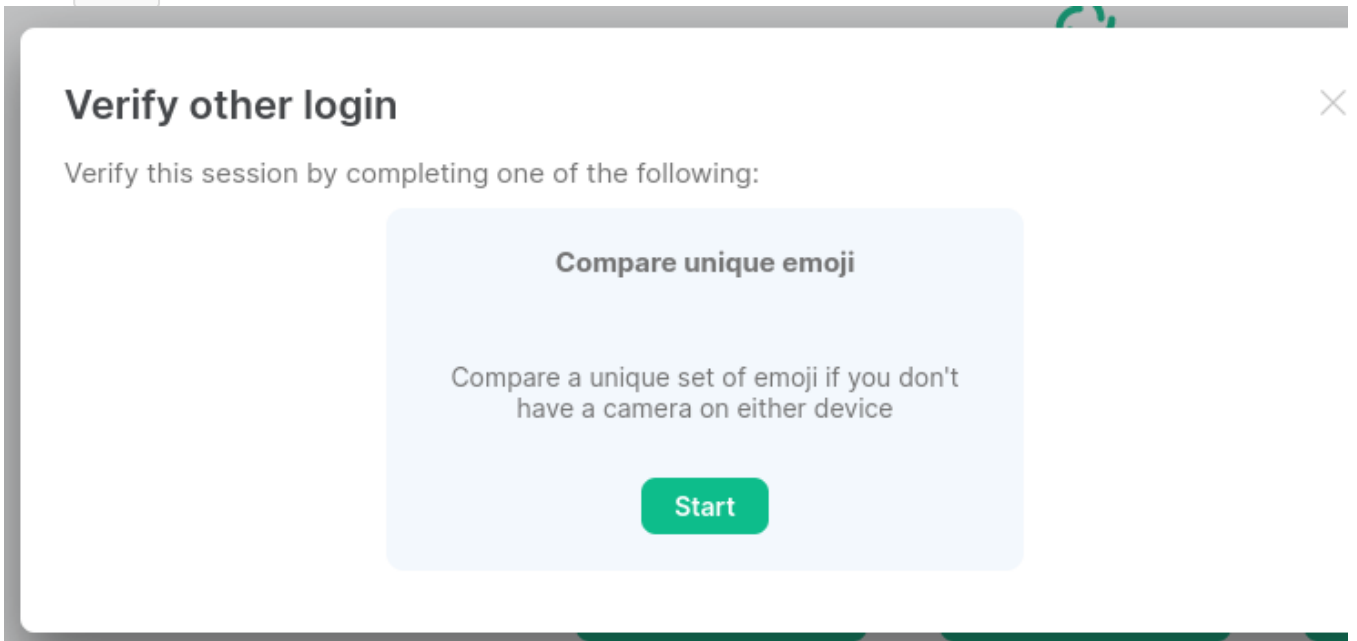 Verify other login
Verify this session by completing one of the following:
Compare unique emoji
Compare a unique set of emoji if you don't
have a camera on either device
Start